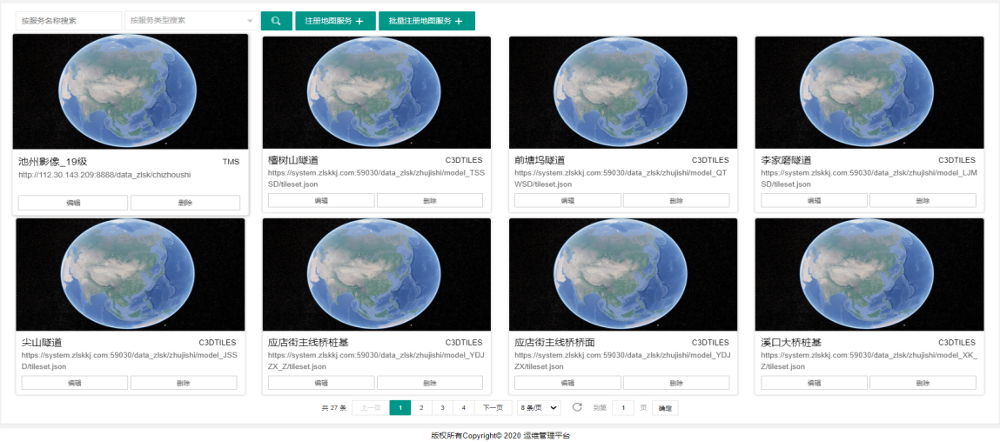 按服务名称搜索 按服务类型搜索 注册地图服务 + 批量注册地图服务 +
池州影像_19级 TMS
http://112.30.143.209:8888/data_zlsk/chizhoushi
编辑 删除
檀树山隧道 C3DTILES
https://system.zlskkj.com:59030/data_zlsk/zhujishi/model_TSS
SD/tileset.json
编辑 删除
前塘坞隧道 C3DTILES
https://system.zlskkj.com:59030/data_zlsk/zhujishi/model_QT
WSD/tileset.json
编辑 删除
李家磨隧道 C3DTILES
https://system.zlskkj.com:59030/data_zlsk/zhujishi/model_LJM
SD/tileset.json
编辑 删除
尖山隧道 C3DTILES
https://system.zlskkj.com:59030/data_zlsk/zhujishi/model_JSS
D/tileset.json
编辑 删除
应店街主线桥桩基 C3DTILES
https://system.zlskkj.com:59030/data_zlsk/zhujishi/model_YDJ
ZX_Z/tileset.json
编辑 删除
应店街主线桥桥面 C3DTILES
https://system.zlskkj.com:59030/data_zlsk/zhujishi/model_YDJ
ZX/tileset.json
编辑 删除
溪口大桥桩基 C3DTILES
https://system.zlskkj.com:59030/data_zlsk/zhujishi/model_XK_
Z/tileset.json
编辑 删除
共 27 条 上一页 1 2 3 4 下一页 8 条/页 到第 1 页 确定
版权所有Copyright© 2020 运维管理平台